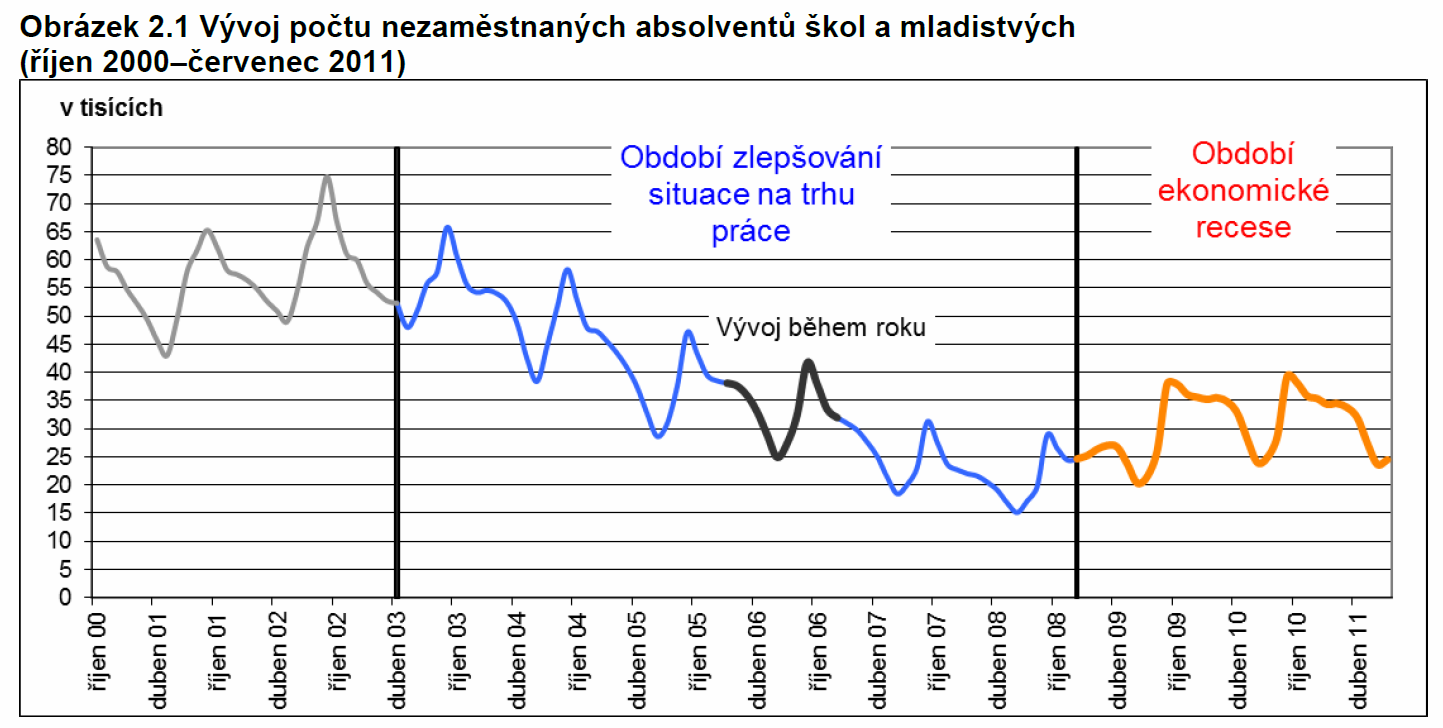 Obrázek 2.1 Vývoj počtu nezaměstnaných absolventů škol a mladistvých
(říjen 2000–červenec 2011)
v tisících
80
75
70
65
60
55
50
45
40
35
30
25
20
15
10
5
0
Období zlepšování
situace na trhu
práce
Období
ekonomické
recese
Vývoj během roku
říjen 00
duben 01
říjen 01
duben 02
říjen 02
duben 03
říjen 03
duben 04
říjen 04
duben 05
říjen 05
duben 06
říjen 06
duben 07
říjen 07
duben 08
říjen 08
duben 09
říjen 09
duben 10
říjen 10
duben 11